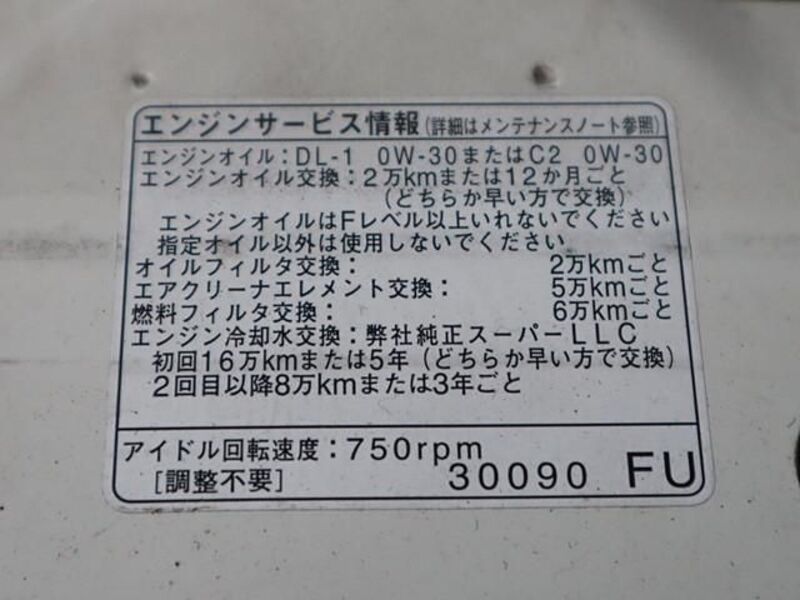 エンジンサービス情報(詳細はメンテナンスノート参照)
エンジンオイル:DL-1 0W-30またはC2 0W-30
エンジンオイル交換:2万kmまたは12か月ごと
(どちらか早い方で交換)
エンジンオイルはFレベル以上いれないでください
指定オイル以外は使用しないでください
オイルフィルタ交換: 2万kmごと
エアクリーナエレメント交換: 5万kmごと
燃料フィルタ交換: 6万kmごと
エンジン冷却水交換:弊社純正スーパーLLC
初回16万kmまたは5年(どちらか早い方で交換)
2回目以降8万kmまたは3年ごと
アイドル回転速度:750rpm
[調整不要] 30090 FU